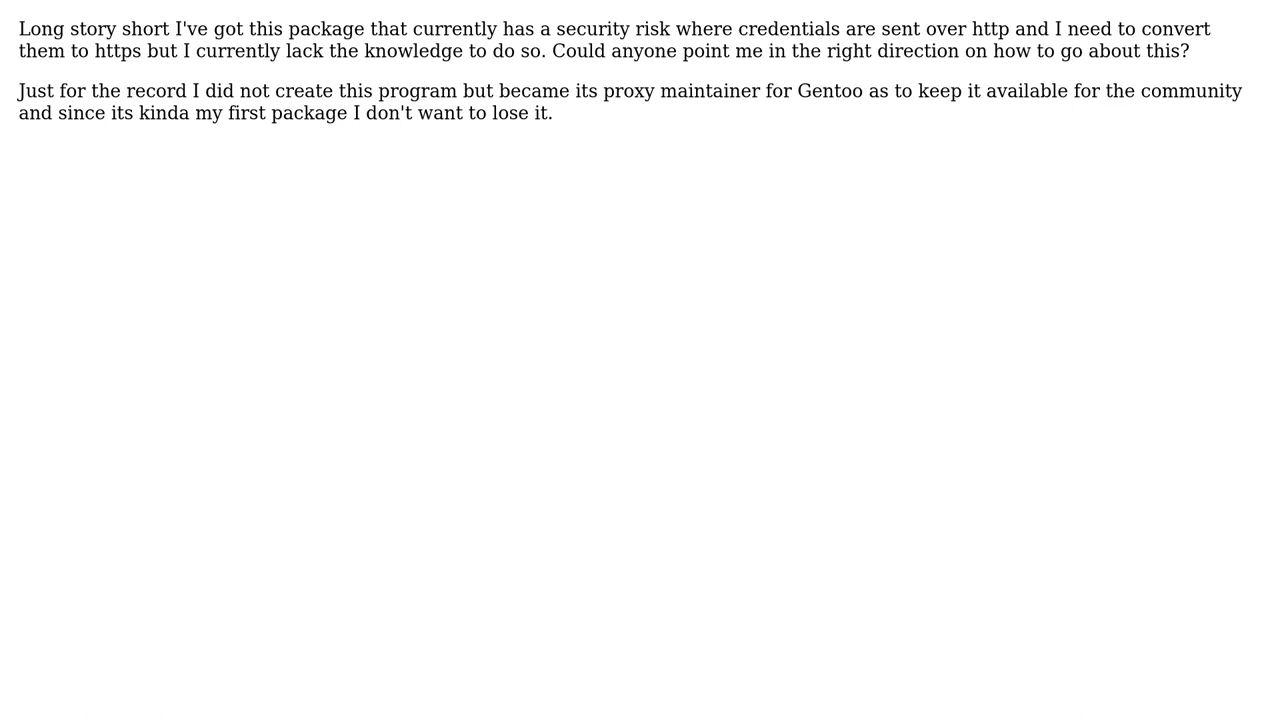 Long story short I've got this package that currently has a security risk where credentials are sent over http and I need to convert
them to https but I currently lack the knowledge to do so. Could anyone point me in the right direction on how to go about this?
Just for the record I did not create this program but became its proxy maintainer for Gentoo as to keep it available for the community
and since its kinda my first package I don't want to lose it.